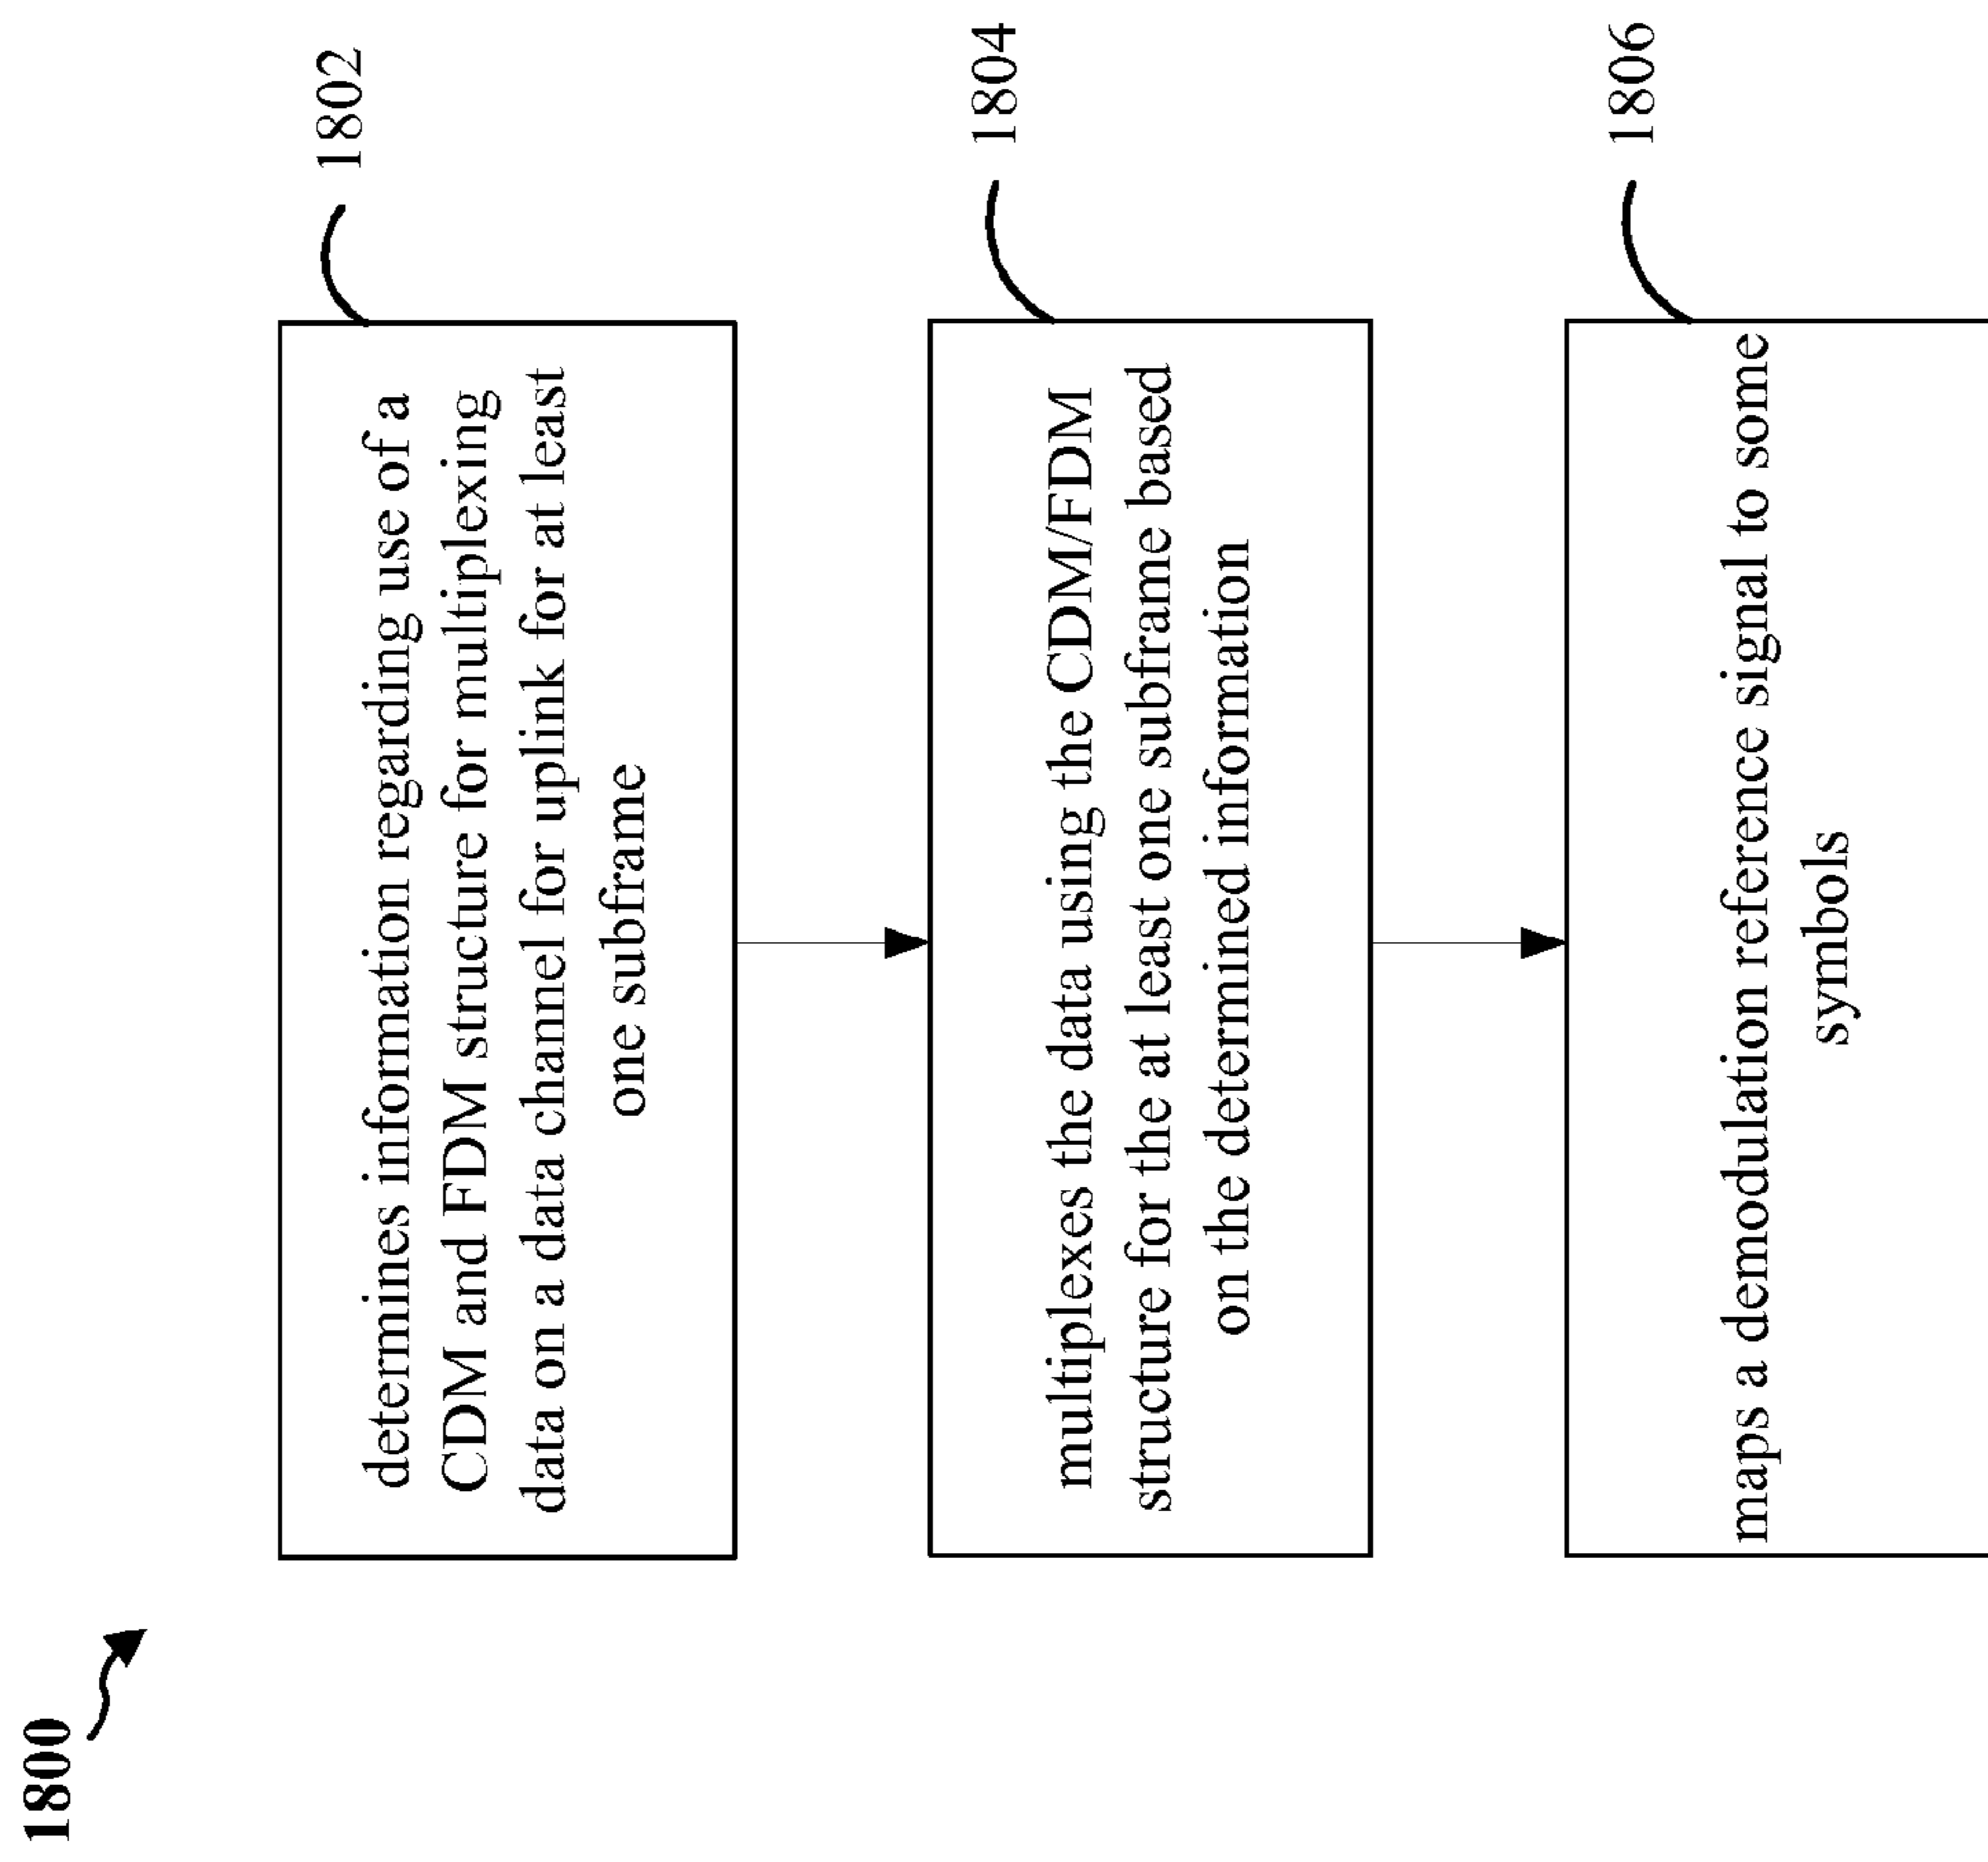 1800
1802
determines information regarding use of a
CDM and FDM structure for multiplexing
data on a data channel for uplink for at least
one subframe
1804
multiplexes the data using the CDM/FDM
structure for the at least one subframe based
on the determined information
1806
maps a demodulation reference signal to some
symbols